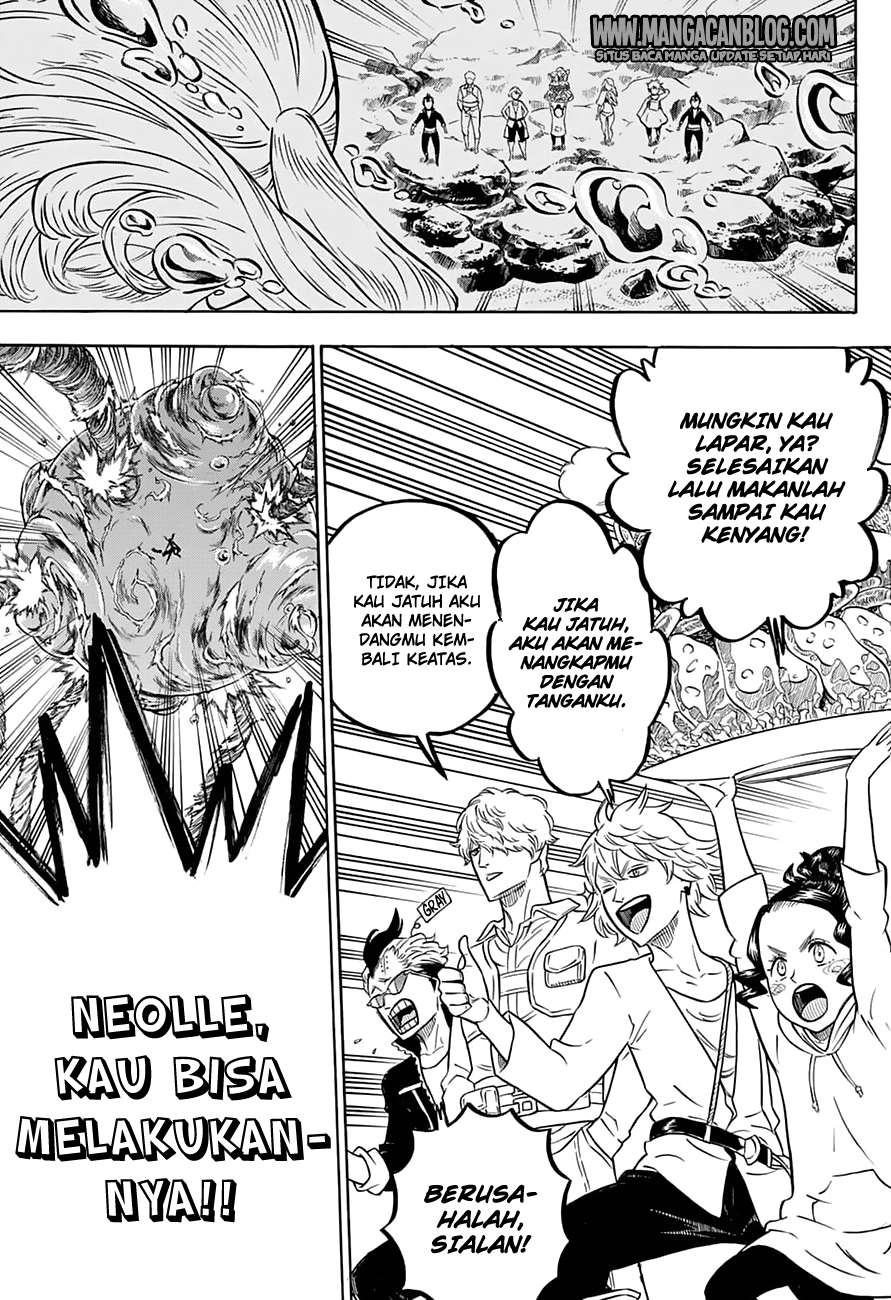 WWW.MANGACANBLOG.COM
SITUS BACA MANGA UPDATE SETIAP HARI
MUNGKIN KAU
LAPAR, YA?
SELESAIKAN
LALU MAKANLAH
SAMPAI KAU
KENYANG!
JIKA
KAU JATUH,
AKU AKAN ME-
NANGKAPMU
DENGAN
TANGANKU.
TIDAK, JIKA
KAU JATUH AKU
AKAN MENEN-
DANGMU KEM-
BALI KEATAS.
GRAY
BERUSA-
HALAH,
SIALAN!
NEOLLE,
KAU BISA
MELAKUKAN-
NYA!!